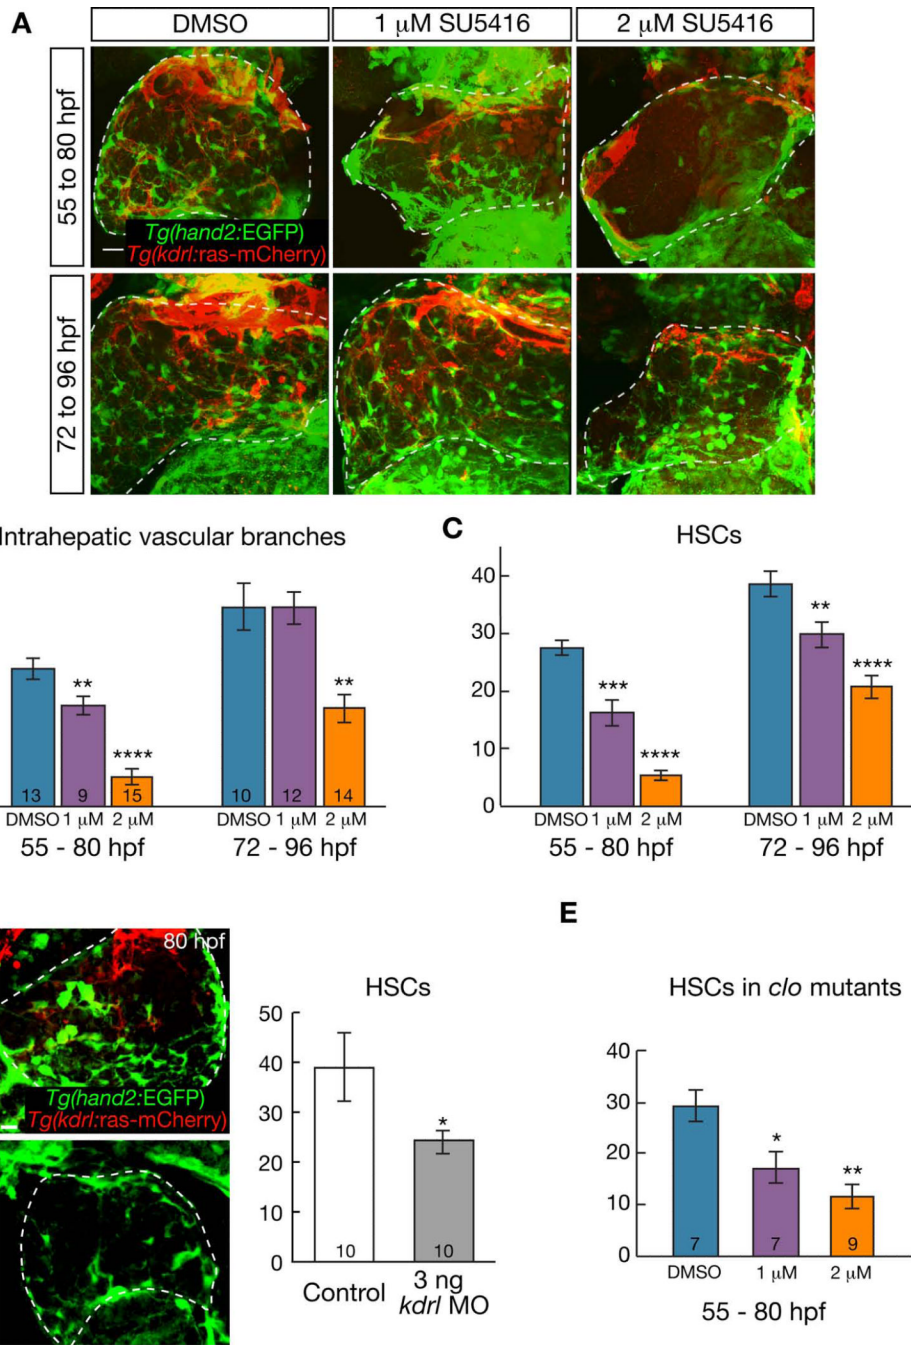 A
DMSO
1 μM SU5416
2 μM SU5416
55 to 80 hpf
Tg(hand2:EGFP)
Tg(kdrl:ras-mCherry)
72 to 96 hpf
Intrahepatic vascular branches
**
****
**
13
9
15
10
12
14
DMSO 1 μM 2 μM
DMSO 1 μM 2 μM
55 - 80 hpf
72 - 96 hpf
C
HSCs
40
30
20
10
0
***
****
**
****
DMSO 1 μM 2 μM
DMSO 1 μM 2 μM
55 - 80 hpf
72 - 96 hpf
80 hpf
Tg(hand2:EGFP)
Tg(kdrl:ras-mCherry)
HSCs
50
40
30
20
10
0
*
10
10
Control
3 ng
kdrl MO
E
HSCs in clo mutants
40
30
20
10
0
*
**
7
7
9
DMSO
1 μM
2 μM
55 - 80 hpf